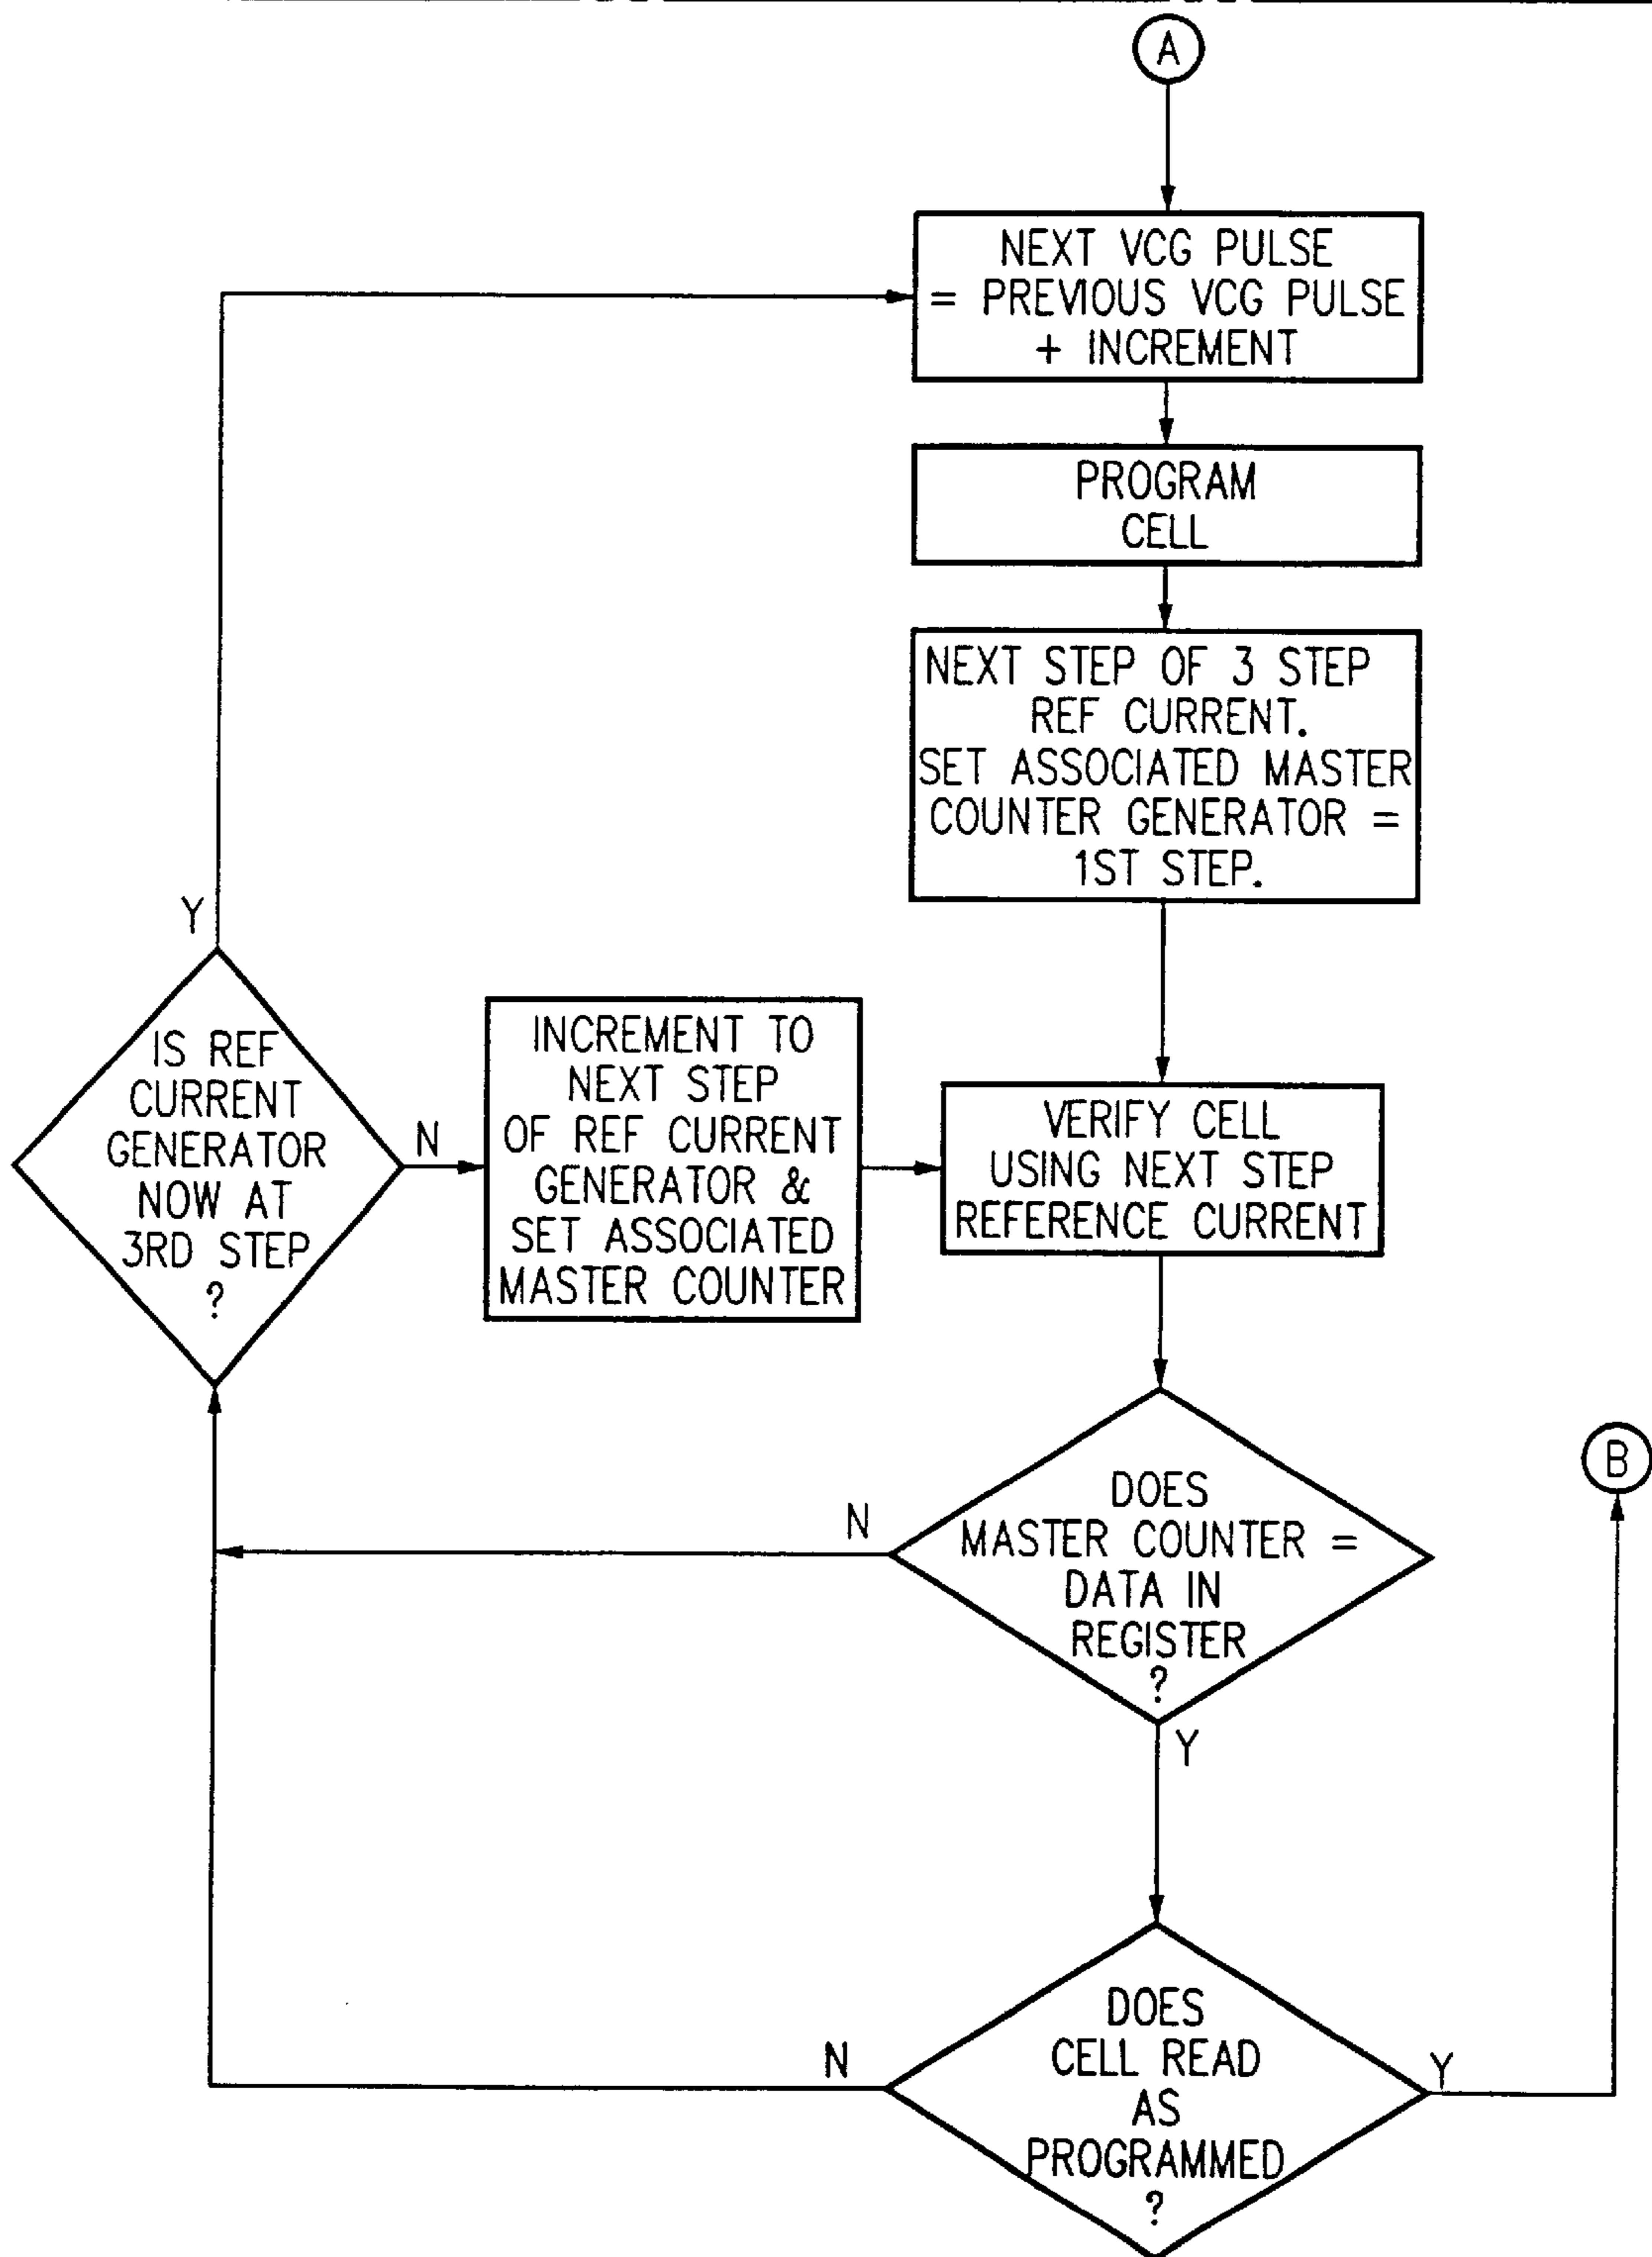 A
NEXT VCG PULSE
= PREVIOUS VCG PULSE
+ INCREMENT
PROGRAM
CELL
NEXT STEP OF 3 STEP
REF CURRENT.
SET ASSOCIATED MASTER
COUNTER GENERATOR =
1ST STEP.
Y
IS REF
CURRENT
GENERATOR
NOW AT
3RD STEP
?
N
INCREMENT TO
NEXT STEP
OF REF CURRENT
GENERATOR &
SET ASSOCIATED
MASTER COUNTER
VERIFY CELL
USING NEXT STEP
REFERENCE CURRENT
B
N
DOES
MASTER COUNTER =
DATA IN
REGISTER
?
Y
N
DOES
CELL READ
AS
PROGRAMMED
?
Y